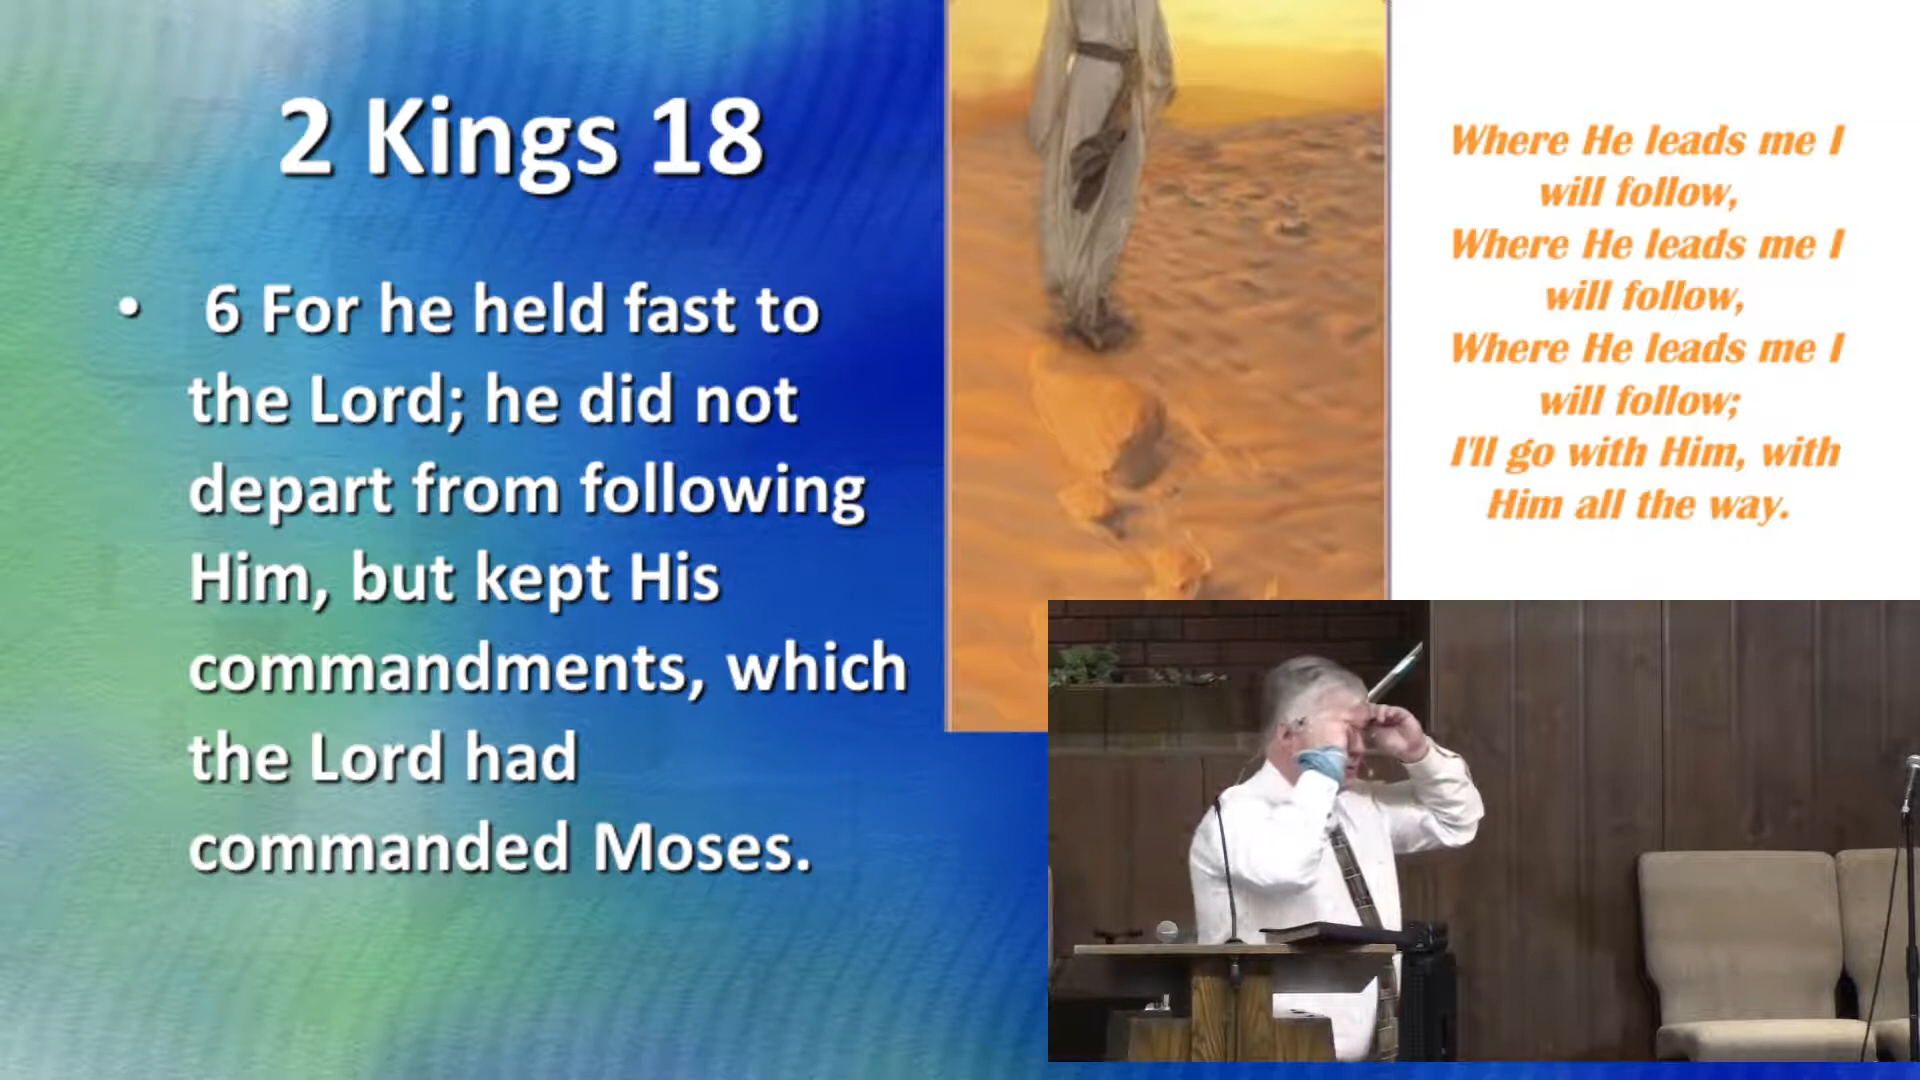 2 Kings 18
• 6 For he held fast to
the Lord; he did not
depart from following
Him, but kept His
commandments, which
the Lord had
commanded Moses.
Where He leads me I
will follow,
Where He leads me I
will follow,
Where He leads me I
will follow;
I'll go with Him, with
Him all the way.